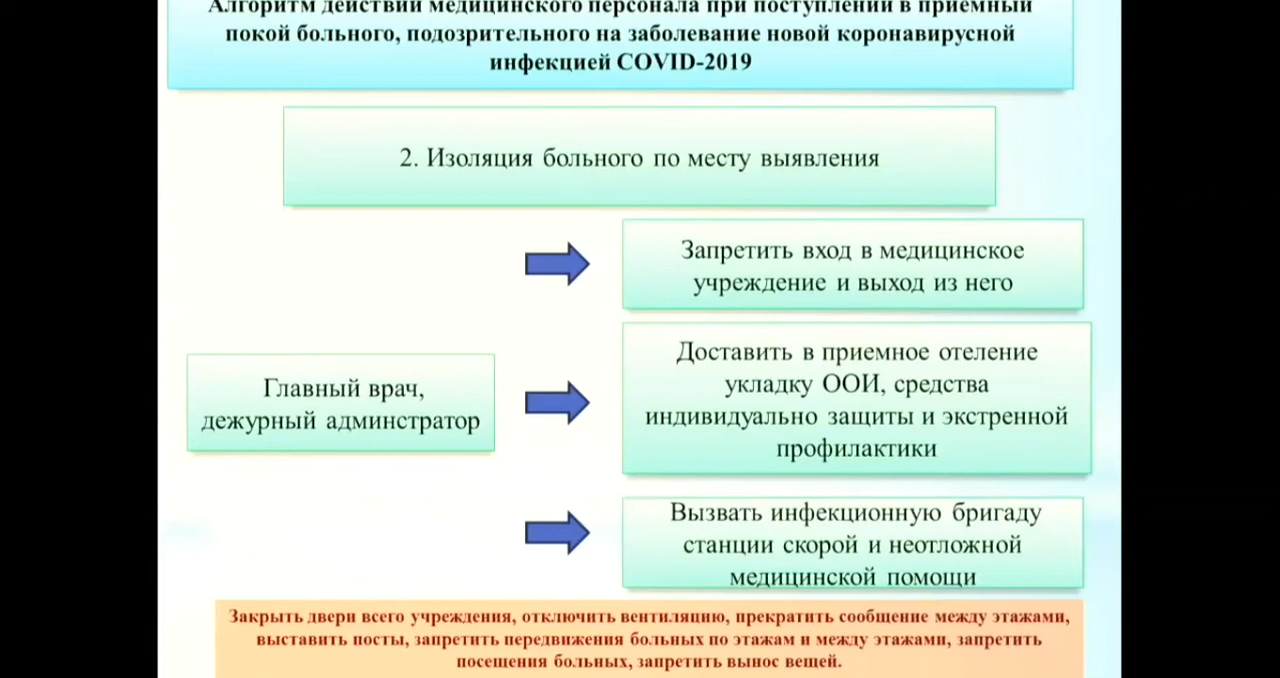 Алгоритм действий медицинского персонала при поступлении в приемный
покой больного, подозрительного на заболевание новой коронавирусной
инфекцией COVID-2019
2. Изоляция больного по месту выявления
Запретить вход в медицинское
учреждение и выход из него
Главный врач,
дежурный админстратор
Доставить в приемное отеление
укладку ООИ, средства
индивидуально защиты и экстренной
профилактики
Вызвать инфекционную бригаду
станции скорой и неотложной
медицинской помощи
Закрыть двери всего учреждения, отключить вентиляцию, прекратить сообщение между этажами,
выставить посты, запретить передвижения больных по этажам и между этажами, запретить
посещения больных, запретить вынос вещей.